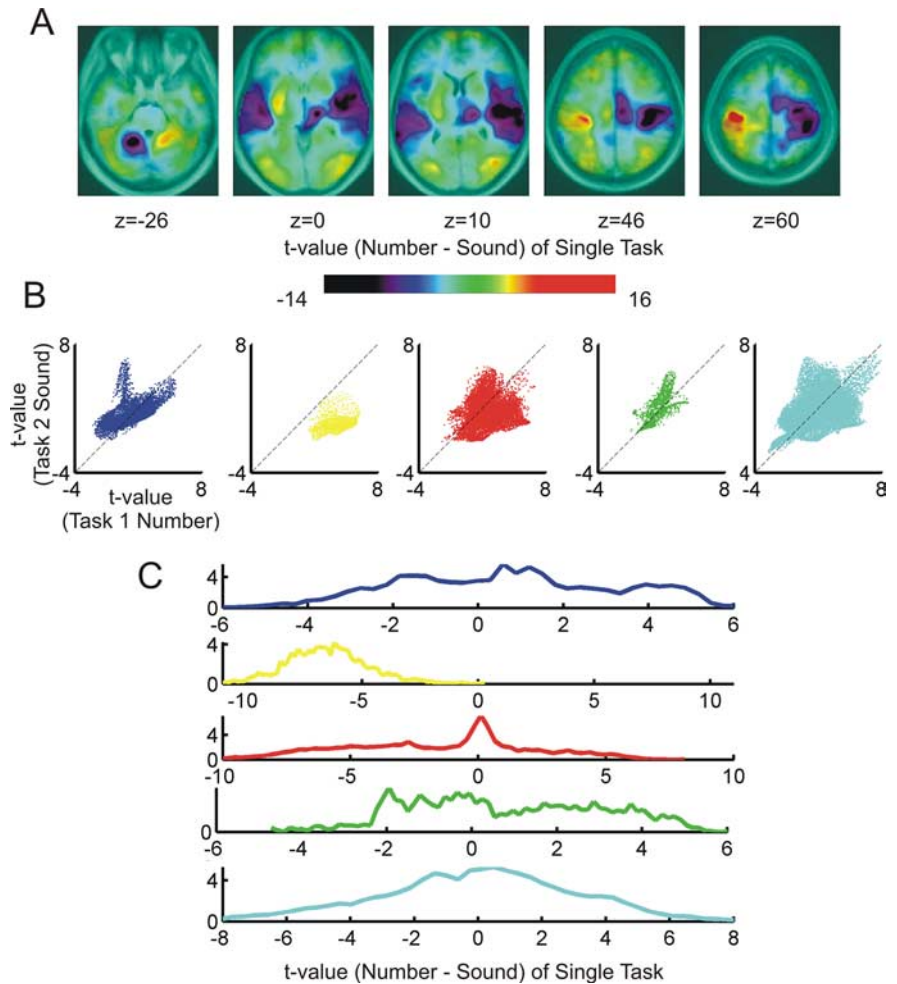 A
z=-26 z=0 z=10 z=46 z=60
t-value (Number - Sound) of Single Task
-14 16
B
t-value
(Task 2 Sound)
8 8 8 8 8
-4 -4 -4 -4 4
-4 8 -4 8 -4 8 -4 8 -4 8
t-value
(Task 1 Number)
C
4
0
-6 -4 -2 0 2 4 6
4
0
-10 -5 0 5 10
4
0
-10 -5 0 5 10
0
-6 -4 -2 0 2 4 6
4
0
-8 -6 -4 -2 0 2 4 6 8
t-value (Number - Sound) of Single Task